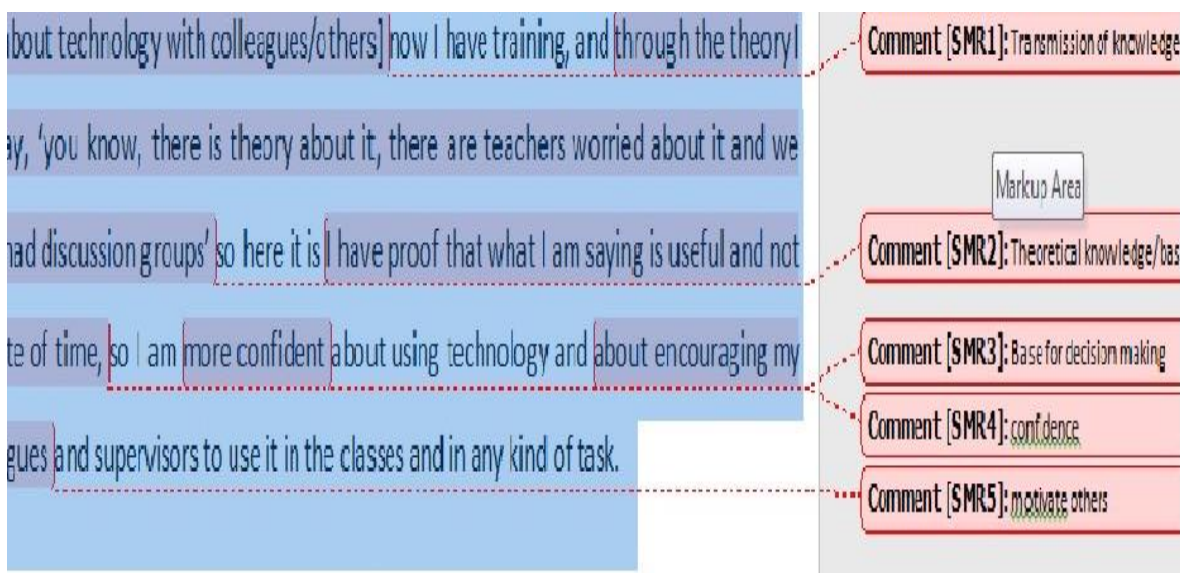 bout technology with colleagues/others] now I have training, and through the theory I
ay, 'you know, there is theory about it, there are teachers worried about it and we
had discussion groups' so here it is I have proof that what I am saying is useful and not
te of time, so I am more confident about using technology and about encouraging my
gues and supervisors to use it in the classes and in any kind of task.
Comment [SMR1]: Transmission of knowledge
Markup Area
Comment [SMR2]: Theoretical knowledge/bas
Comment [SMR3]: Base for decision making
Comment [SMR4]: confidence
Comment [SMR5]: motivate others